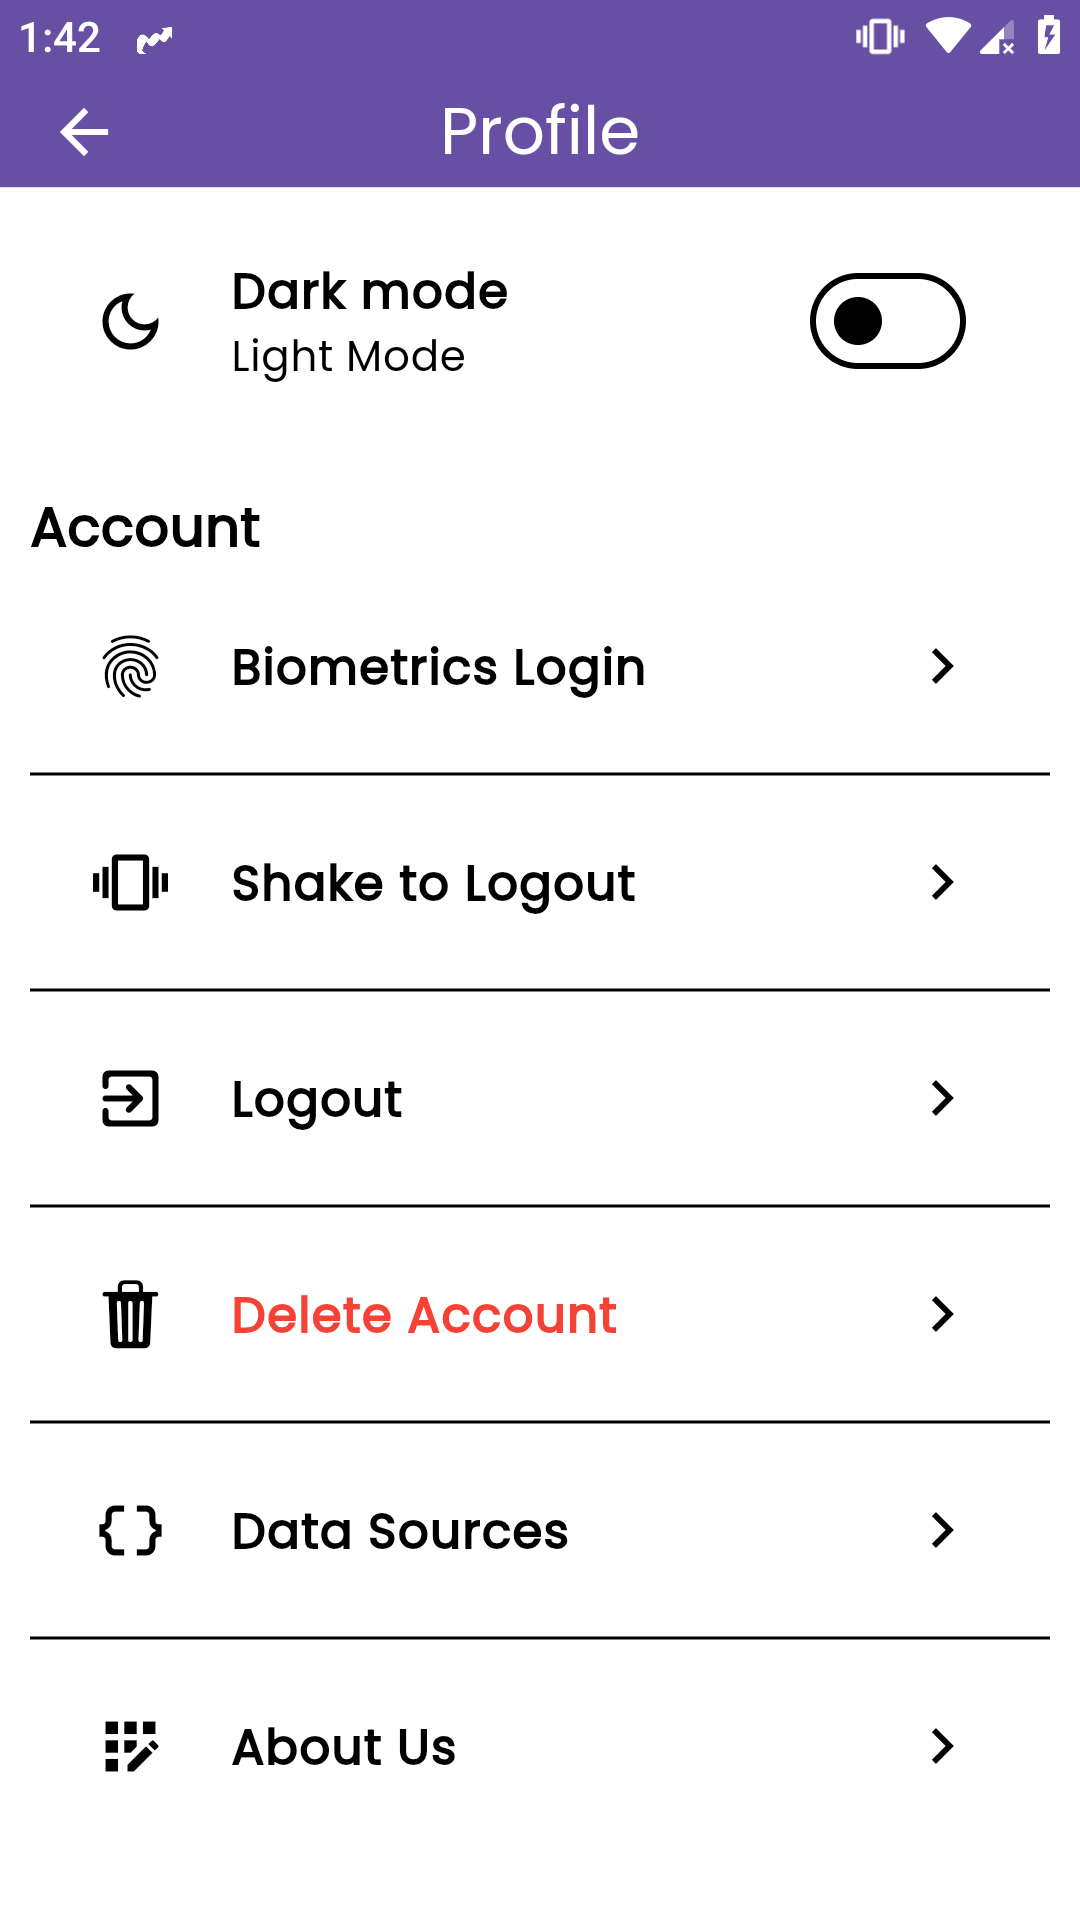 1:42
Profile
Dark mode
Light Mode
Account
Biometrics Login
Shake to Logout
Logout
Delete Account
Data Sources
About Us